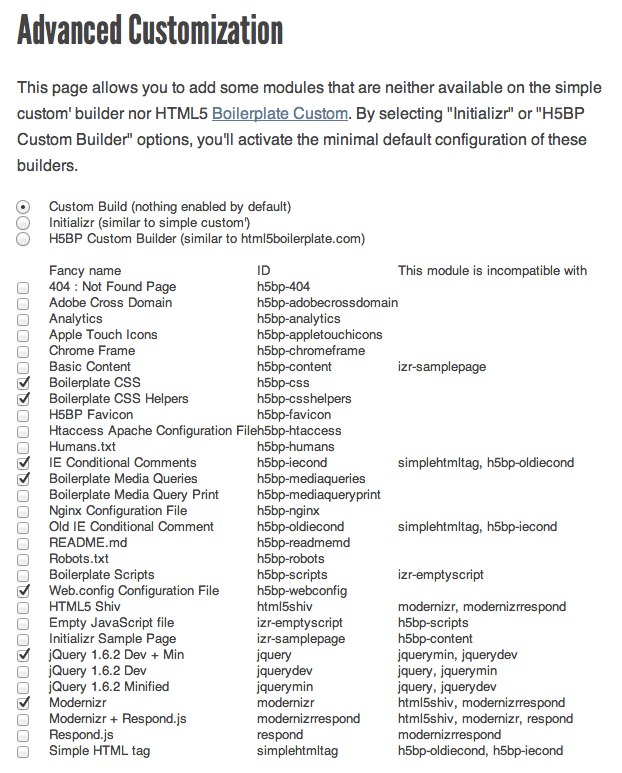 Advanced Customization
This page allows you to add some modules that are neither available on the simple
custom' builder nor HTML5 Boilerplate Custom. By selecting "Initializr" or "H5BP
Custom Builder" options, you'll activate the minimal default configuration of these
builders.
Custom Build (nothing enabled by default)
Initializr (similar to simple custom')
H5BP Custom Builder (similar to html5boilerplate.com)
Fancy name ID This module is incompatible with
404 : Not Found Page h5bp-404
Adobe Cross Domain h5bp-adobecrossdomain
Analytics h5bp-analytics
Apple Touch Icons h5bp-appletouchicons
Chrome Frame h5bp-chromeframe
Basic Content h5bp-content izr-samplepage
Boilerplate CSS h5bp-css
Boilerplate CSS Helpers h5bp-csshelpers
H5BP Favicon h5bp-favicon
Htaccess Apache Configuration File h5bp-htaccess
Humans.txt h5bp-humans
IE Conditional Comments h5bp-iecond simplehtmltag, h5bp-oldiecond
Boilerplate Media Queries h5bp-mediaqueries
Boilerplate Media Query Print h5bp-mediaqueryprint
Nginx Configuration File h5bp-nginx
Old IE Conditional Comment h5bp-oldiecond simplehtmltag, h5bp-iecond
README.md h5bp-readmemd
Robots.txt h5bp-robots
Boilerplate Scripts h5bp-scripts izr-emptyscript
Web.config Configuration File h5bp-webconfig
HTML5 Shiv html5shiv modernizr, modernizrrespond
Empty JavaScript file izr-emptyscript h5bp-scripts
Initializr Sample Page izr-samplepage h5bp-content
jQuery 1.6.2 Dev + Min jquery jquerymin, jquerydev
jQuery 1.6.2 Dev jquerydev jquery, jquerymin
jQuery 1.6.2 Minified jquerymin jquery, jquerydev
Modernizr modernizr html5shiv, modernizrrespond
Modernizr + Respond.js modernizrrespond html5shiv, modernizr, respond
Respond.js respond modernizrrespond
Simple HTML tag simplehtmltag h5bp-oldiecond, h5bp-iecond